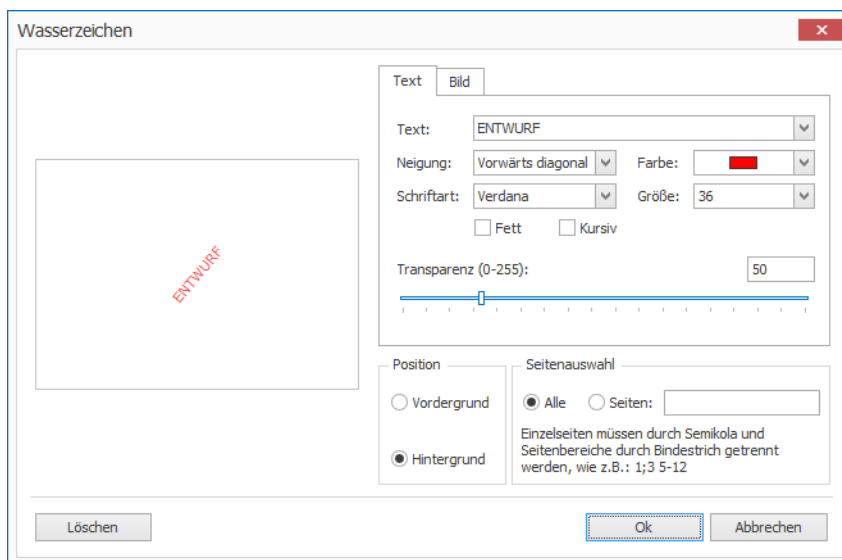 Wasserzeichen
Text Bild
Text: ENTWURF
Neigung: Vorwärts diagonal Farbe:
Schriftart: Verdana Größe: 36
Fett Kursiv
Transparenz (0-255): 50
ENTWURF
Position
Vordergrund
Hintergrund
Seitenauswahl
Alle Seiten:
Einzelseiten müssen durch Semikola und
Seitenbereiche durch Bindestrich getrennt
werden, wie z.B.: 1;3 5-12
Löschen Ok Abbrechen